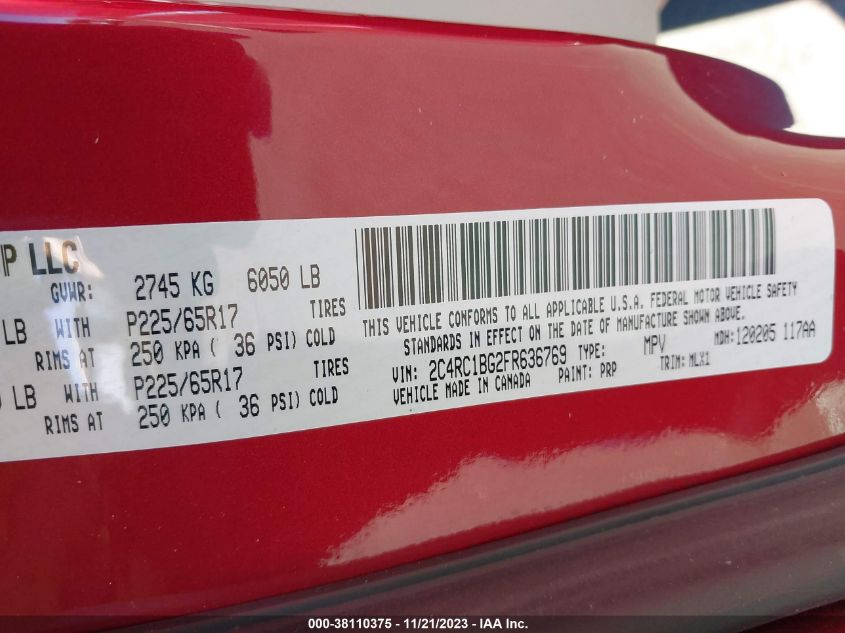 P LLC
GVWR: 2745 KG 6050 LB
LB WITH P225/65R17 TIRES
RIMS AT 250 KPA ( 36 PSI) COLD
LB WITH P225/65R17 TIRES
RIMS AT 250 KPA ( 36 PSI) COLD
THIS VEHICLE CONFORMS TO ALL APPLICABLE U.S.A. FEDERAL MOTOR VEHICLE SAFETY
STANDARDS IN EFFECT ON THE DATE OF MANUFACTURE SHOWN ABOVE.
VIN: 2C4RC1BG2FR636769 TYPE: MPV MDH:120205 117AA
VEHICLE MADE IN CANADA PAINT: PRP TRIM: MLX1
000-38110375 - 11/21/2023 - IAA Inc.